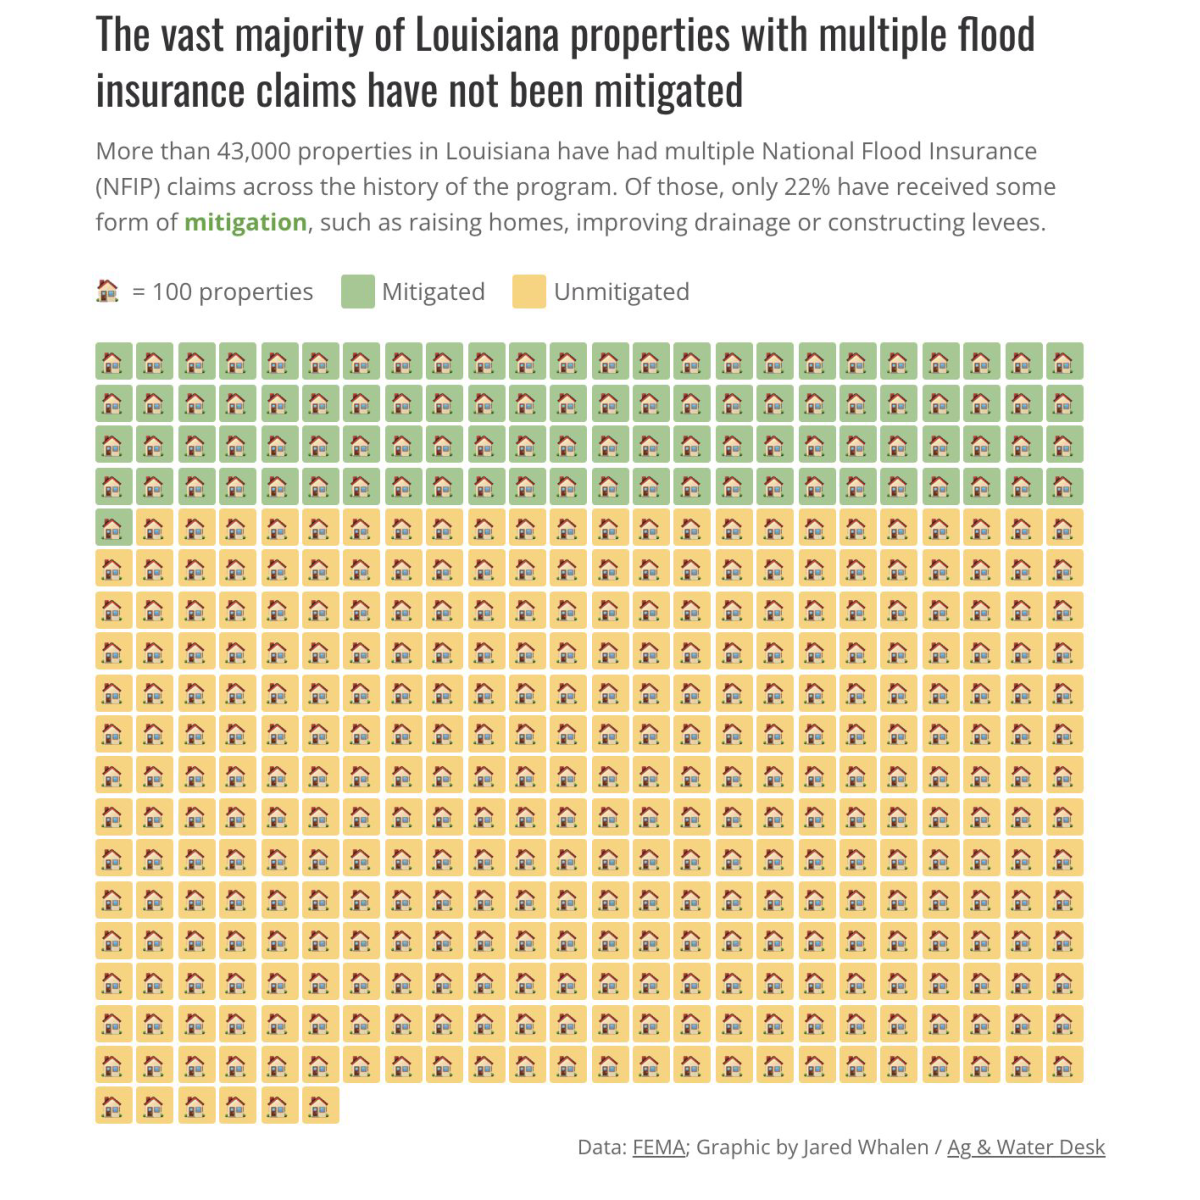 The vast majority of Louisiana properties with multiple flood
insurance claims have not been mitigated
More than 43,000 properties in Louisiana have had multiple National Flood Insurance
(NFIP) claims across the history of the program. Of those, only 22% have received some
form of mitigation, such as raising homes, improving drainage or constructing levees.
= 100 properties Mitigated Unmitigated
Data: FEMA; Graphic by Jared Whalen / Ag & Water Desk